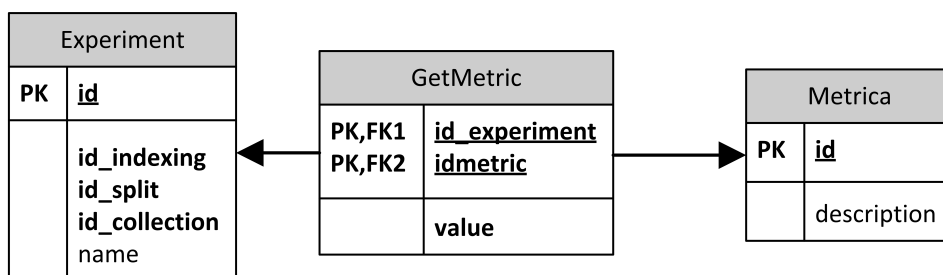 Experiment
PK id
id_indexing
id_split
id_collection
name
GetMetric
PK,FK1 id_experiment
PK,FK2 idmetric
value
Metrica
PK id
description